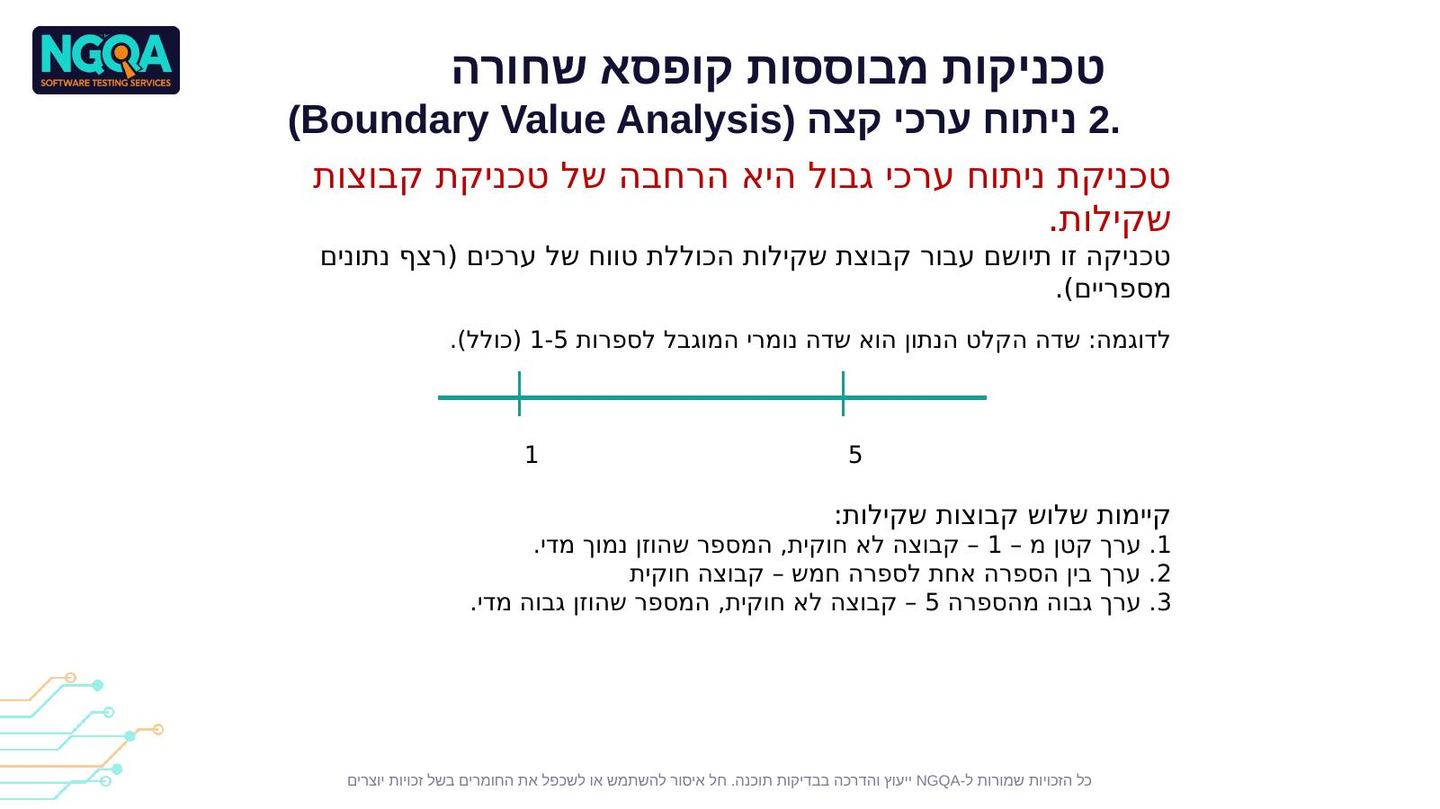 NGQA
SOFTWARE TESTING SERVICES
טכניקות מבוססות קופסא שחורה
2. ניתוח ערכי קצה (Boundary Value Analysis)
טכניקת ניתוח ערכי גבול היא הרחבה של טכניקת קבוצות
שקילות.
טכניקה זו תיושם עבור קבוצת שקילות הכוללת טווח של ערכים (רצף נתונים
מספריים).
לדוגמה: שדה הקלט הנתון הוא שדה נומרי המוגבל לספרות 1-5 (כולל).
1 5
קיימות שלוש קבוצות שקילות:
1. ערך קטן מ – 1 – קבוצה לא חוקית, המספר שהוזן נמוך מדי.
2. ערך בין הספרה אחת לספרה חמש – קבוצה חוקית
3. ערך גבוה מהספרה 5 – קבוצה לא חוקית, המספר שהוזן גבוה מדי.
כל הזכויות שמורות ל-NGQA ייעוץ והדרכה בבדיקות תוכנה. חל איסור להשתמש או לשכפל את החומרים בשל זכויות יוצרים